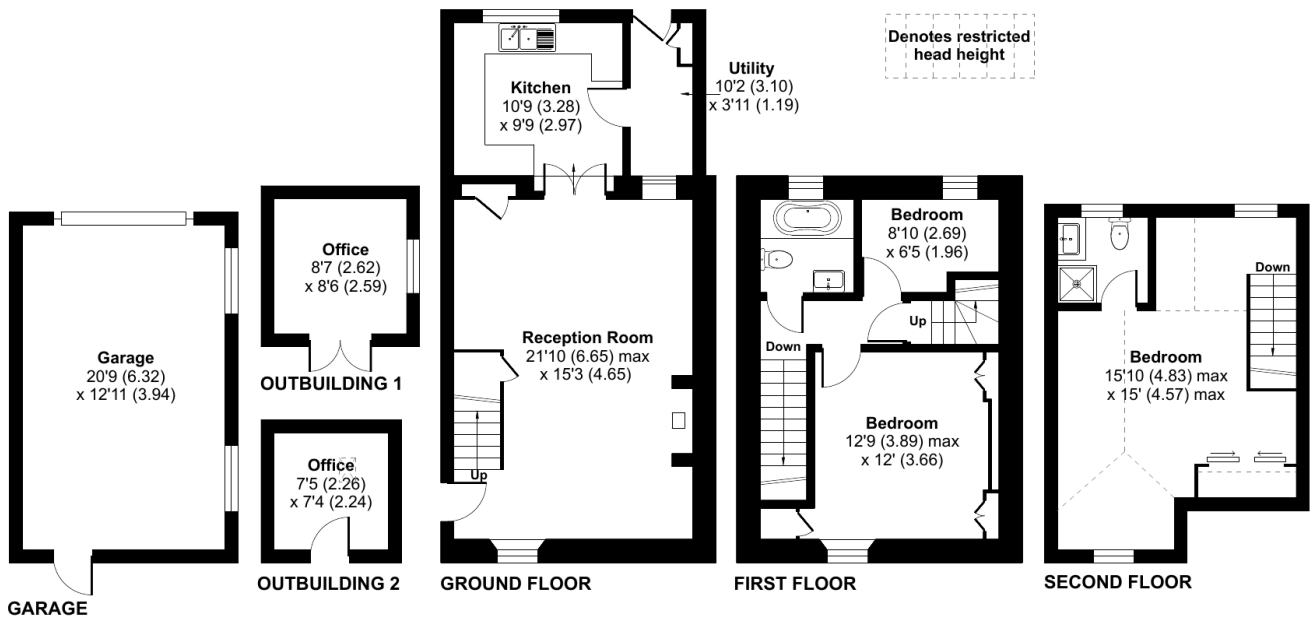 Denotes restricted
head height
Utility
10'2 (3.10)
x 3'11 (1.19)
Kitchen
10'9 (3.28)
x 9'9 (2.97)
Reception Room
21'10 (6.65) max
x 15'3 (4.65)
Up
GROUND FLOOR
Garage
20'9 (6.32)
x 12'11 (3.94)
GARAGE
Office
8'7 (2.62)
x 8'6 (2.59)
OUTBUILDING 1
Office
7'5 (2.26)
x 7'4 (2.24)
OUTBUILDING 2
Bedroom
8'10 (2.69)
x 6'5 (1.96)
Up
Down
Bedroom
12'9 (3.89) max
x 12' (3.66)
FIRST FLOOR
Down
Bedroom
15'10 (4.83) max
x 15' (4.57) max
SECOND FLOOR